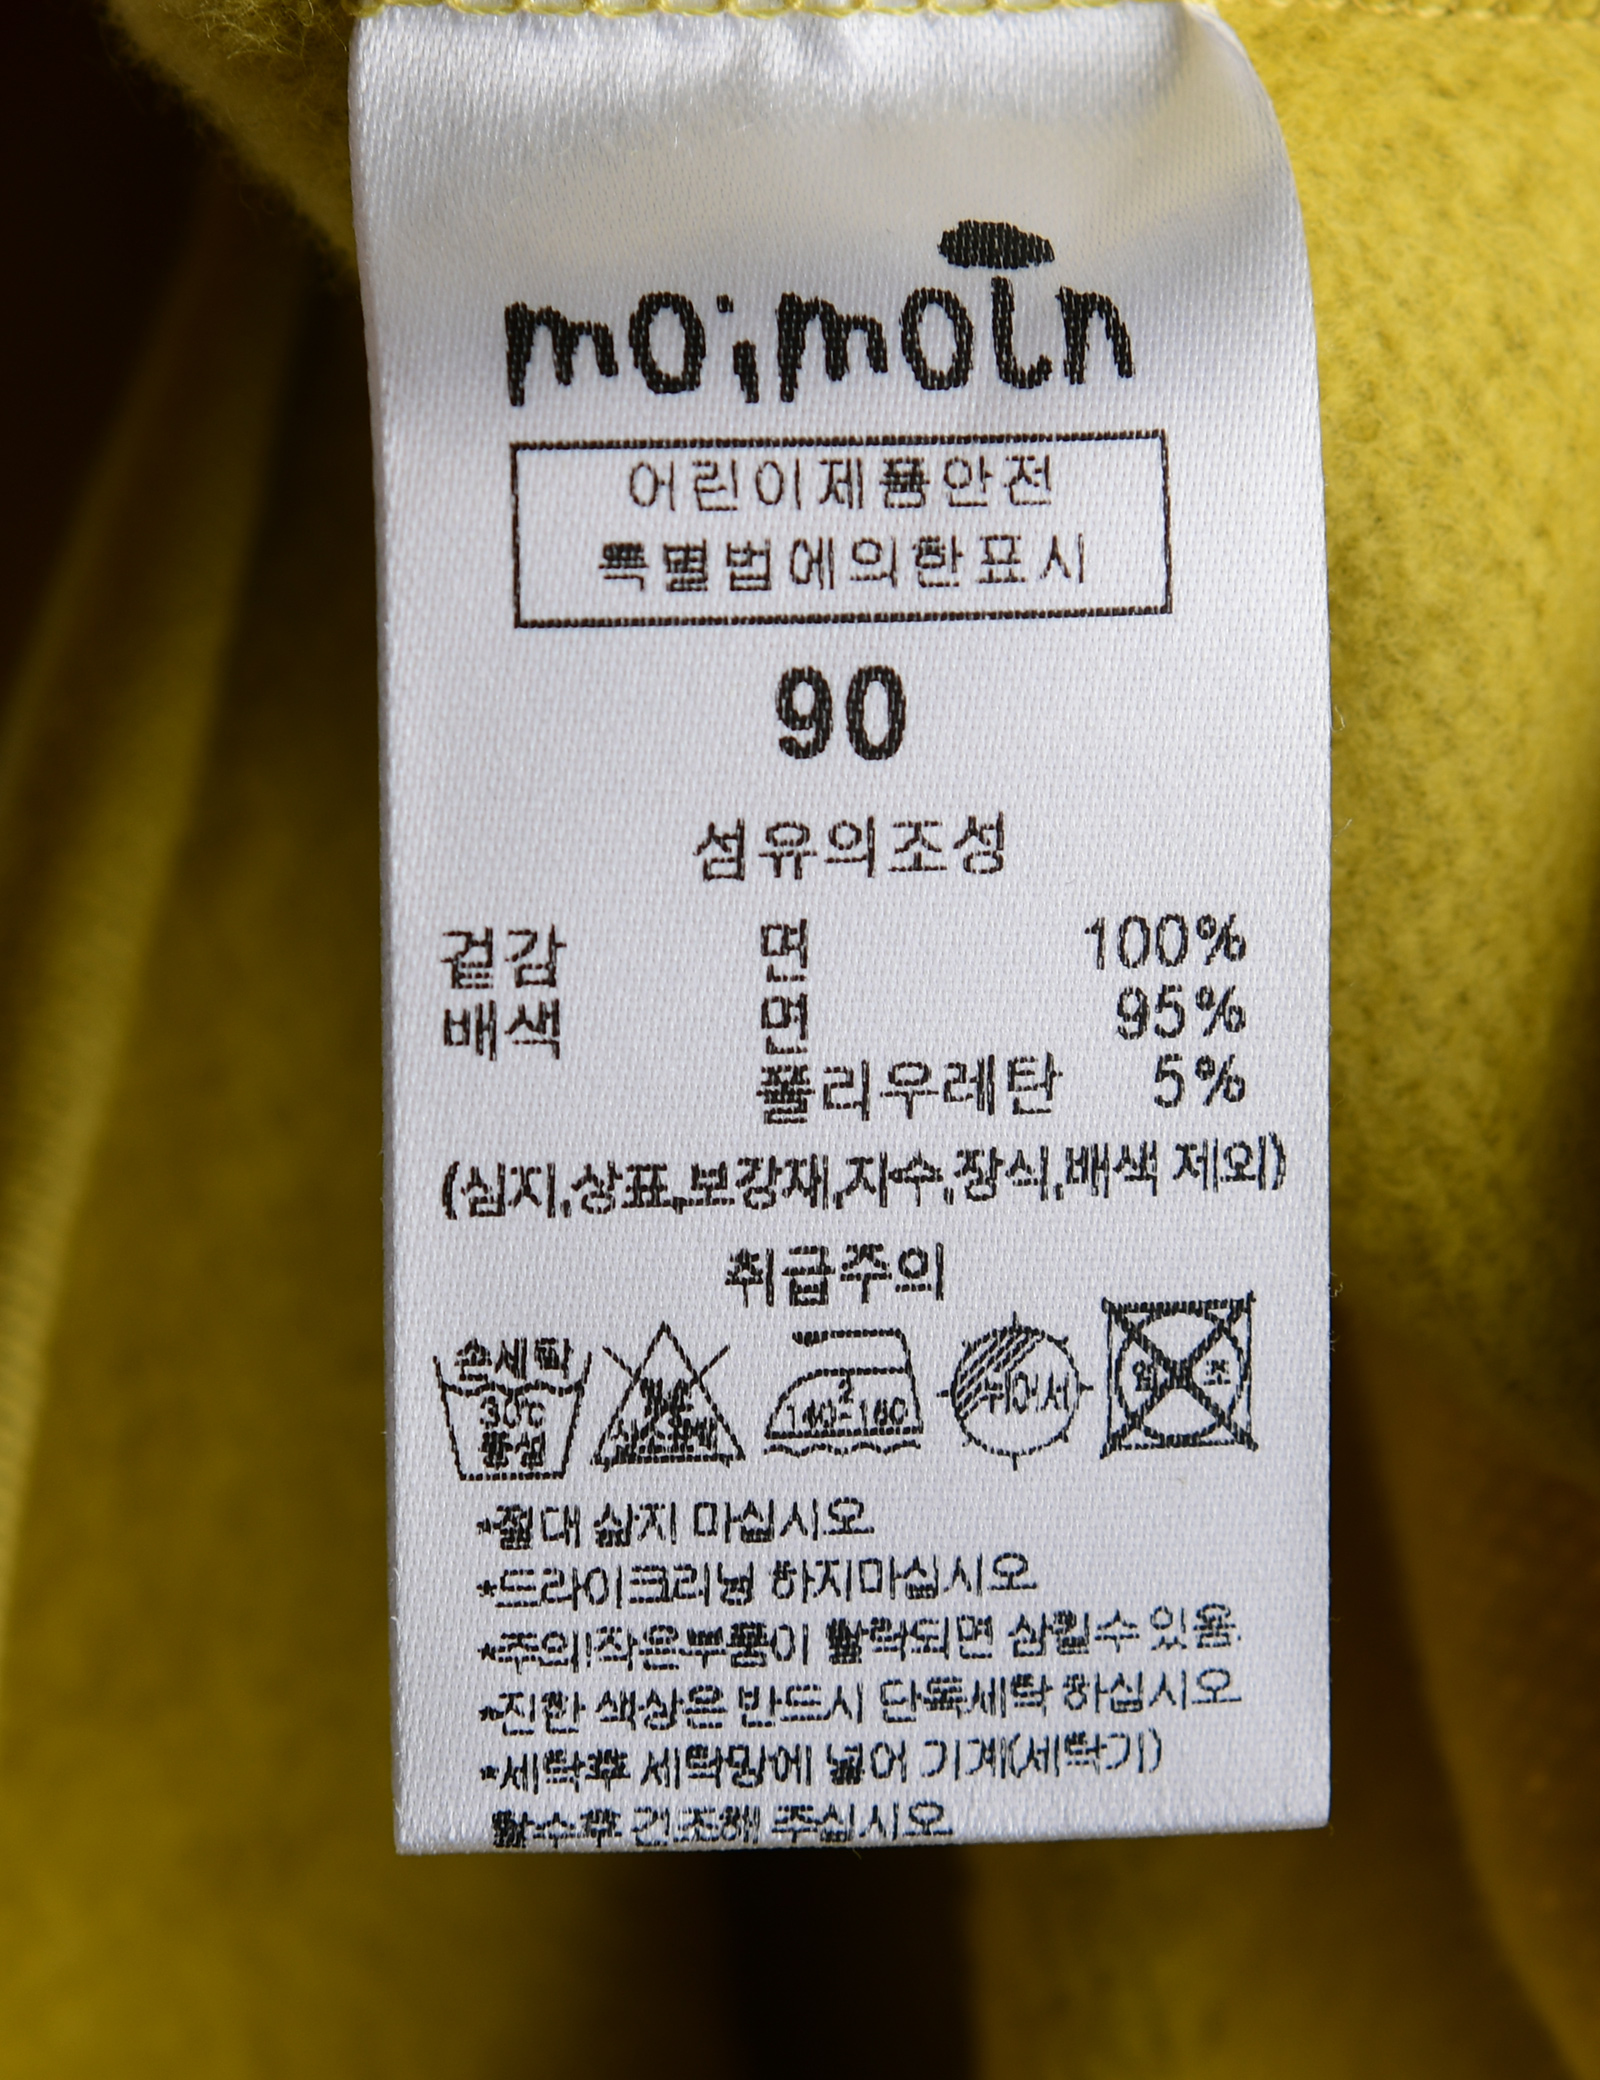 moimoln
어린이제품안전
특별법에의한표시
90
섬유의조성
겉감 면 100%
배색 면 95%
폴리우레탄 5%
(심지,상표,보강재,자수,장식,배색 제외)
취급주의
손세탁
30℃
중성
2
140-160
뉘어서
*절대 삶지 마십시오
*드라이크리닝 하지마십시오
*주의!작은부품이 탈락되면 삼킬수있음
*진한 색상은 반드시 단독세탁 하십시오
*세탁후 세탁망에 넣어 기계(세탁기)
탈수후 건조해 주십시오